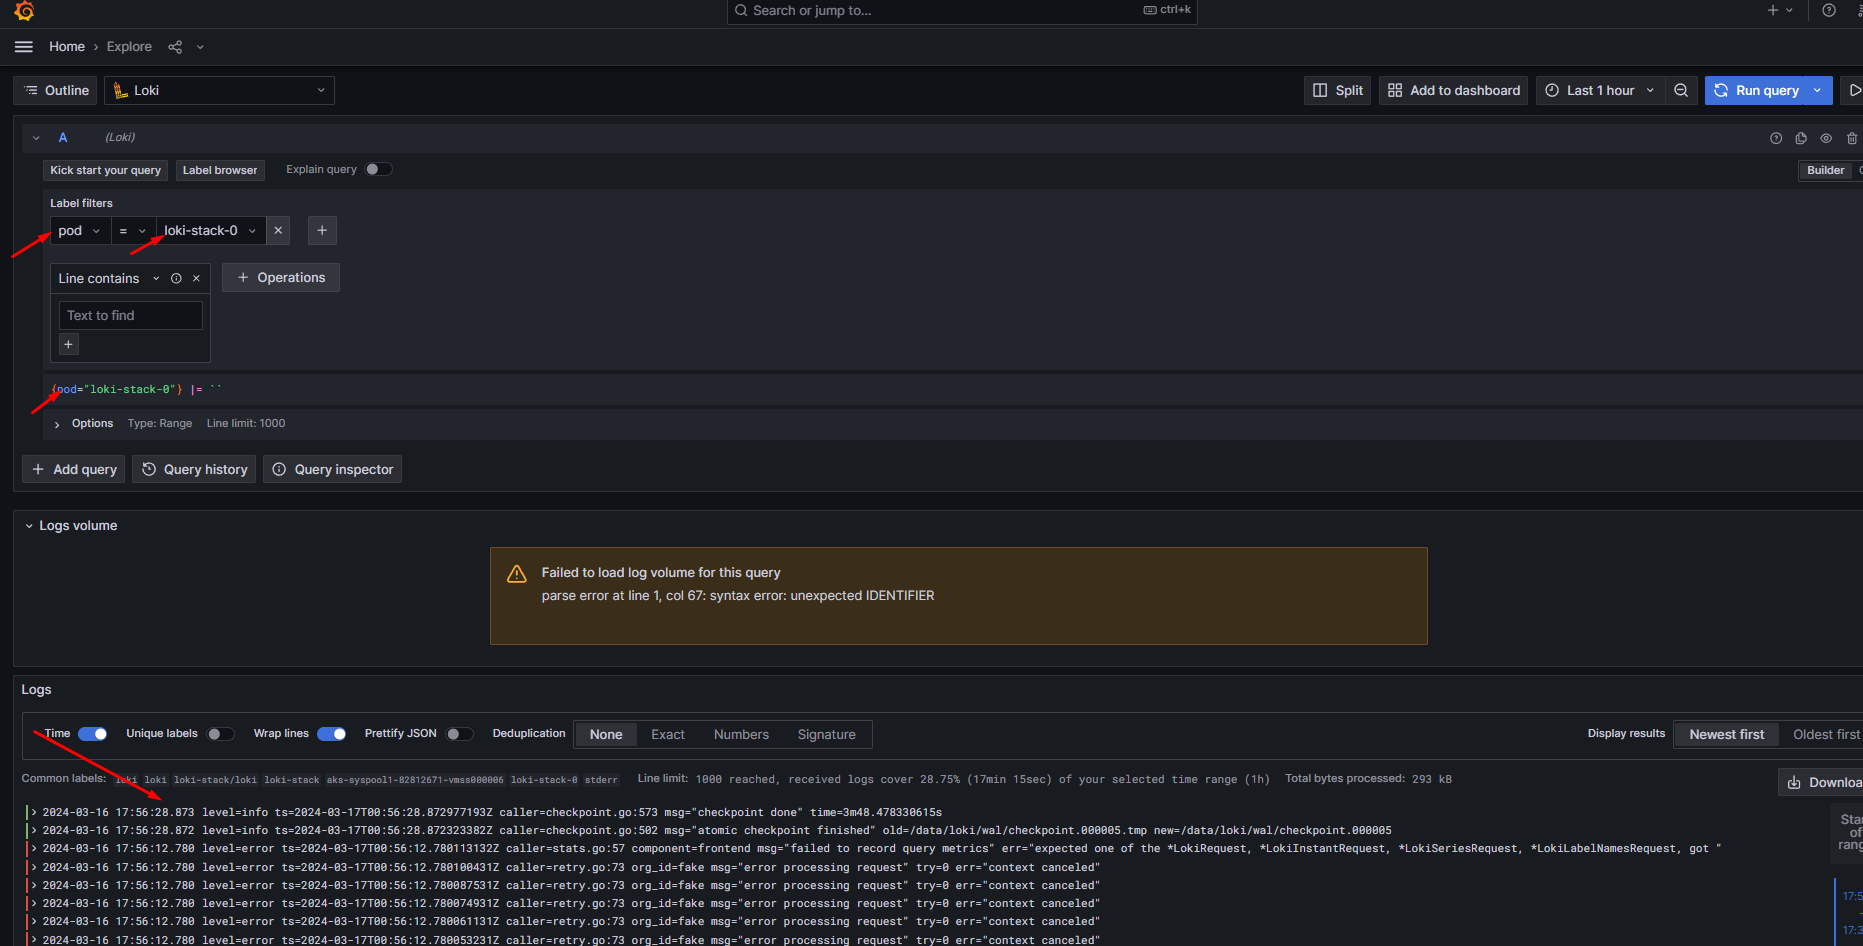 Search or jump to...
ctrl+k
Home › Explore
Outline
Loki
Split
Add to dashboard
Last 1 hour
Run query
A (Loki)
Kick start your query
Label browser
Explain query
Builder
Label filters
pod
=
loki-stack-0
Line contains
Operations
Text to find
{pod="loki-stack-0"} |= ``
Options Type: Range Line limit: 1000
Add query
Query history
Query inspector
Logs volume
Failed to load log volume for this query
parse error at line 1, col 67: syntax error: unexpected IDENTIFIER
Logs
Time
Unique labels
Wrap lines
Prettify JSON
Deduplication
None
Exact
Numbers
Signature
Display results
Newest first
Oldest first
Common labels: loki loki loki-stack/loki loki-stack aks-syspool1-82812671-vmss000006 loki-stack-0 stderr Line limit: 1000 reached, received logs cover 28.75% (17min 15sec) of your selected time range (1h) Total bytes processed: 293 kB
Downloa
2024-03-16 17:56:28.873 level=info ts=2024-03-17T00:56:28.872977193Z caller=checkpoint.go:573 msg="checkpoint done" time=3m48.478330615s
2024-03-16 17:56:28.872 level=info ts=2024-03-17T00:56:28.872323382Z caller=checkpoint.go:502 msg="atomic checkpoint finished" old=/data/loki/wal/checkpoint.000005.tmp new=/data/loki/wal/checkpoint.000005
2024-03-16 17:56:12.780 level=error ts=2024-03-17T00:56:12.780113132Z caller=stats.go:57 component=frontend msg="failed to record query metrics" err="expected one of the *LokiRequest, *LokiInstantRequest, *LokiSeriesRequest, *LokiLabelNamesRequest, got "
2024-03-16 17:56:12.780 level=error ts=2024-03-17T00:56:12.780100431Z caller=retry.go:73 org_id=fake msg="error processing request" try=0 err="context canceled"
2024-03-16 17:56:12.780 level=error ts=2024-03-17T00:56:12.780087531Z caller=retry.go:73 org_id=fake msg="error processing request" try=0 err="context canceled"
2024-03-16 17:56:12.780 level=error ts=2024-03-17T00:56:12.780074931Z caller=retry.go:73 org_id=fake msg="error processing request" try=0 err="context canceled"
2024-03-16 17:56:12.780 level=error ts=2024-03-17T00:56:12.780061131Z caller=retry.go:73 org_id=fake msg="error processing request" try=0 err="context canceled"
2024-03-16 17:56:12.780 level=error ts=2024-03-17T00:56:12.780053231Z caller=retry.go:73 org_id=fake msg="error processing request" try=0 err="context canceled"
Star
of
rang
17:5
17:3